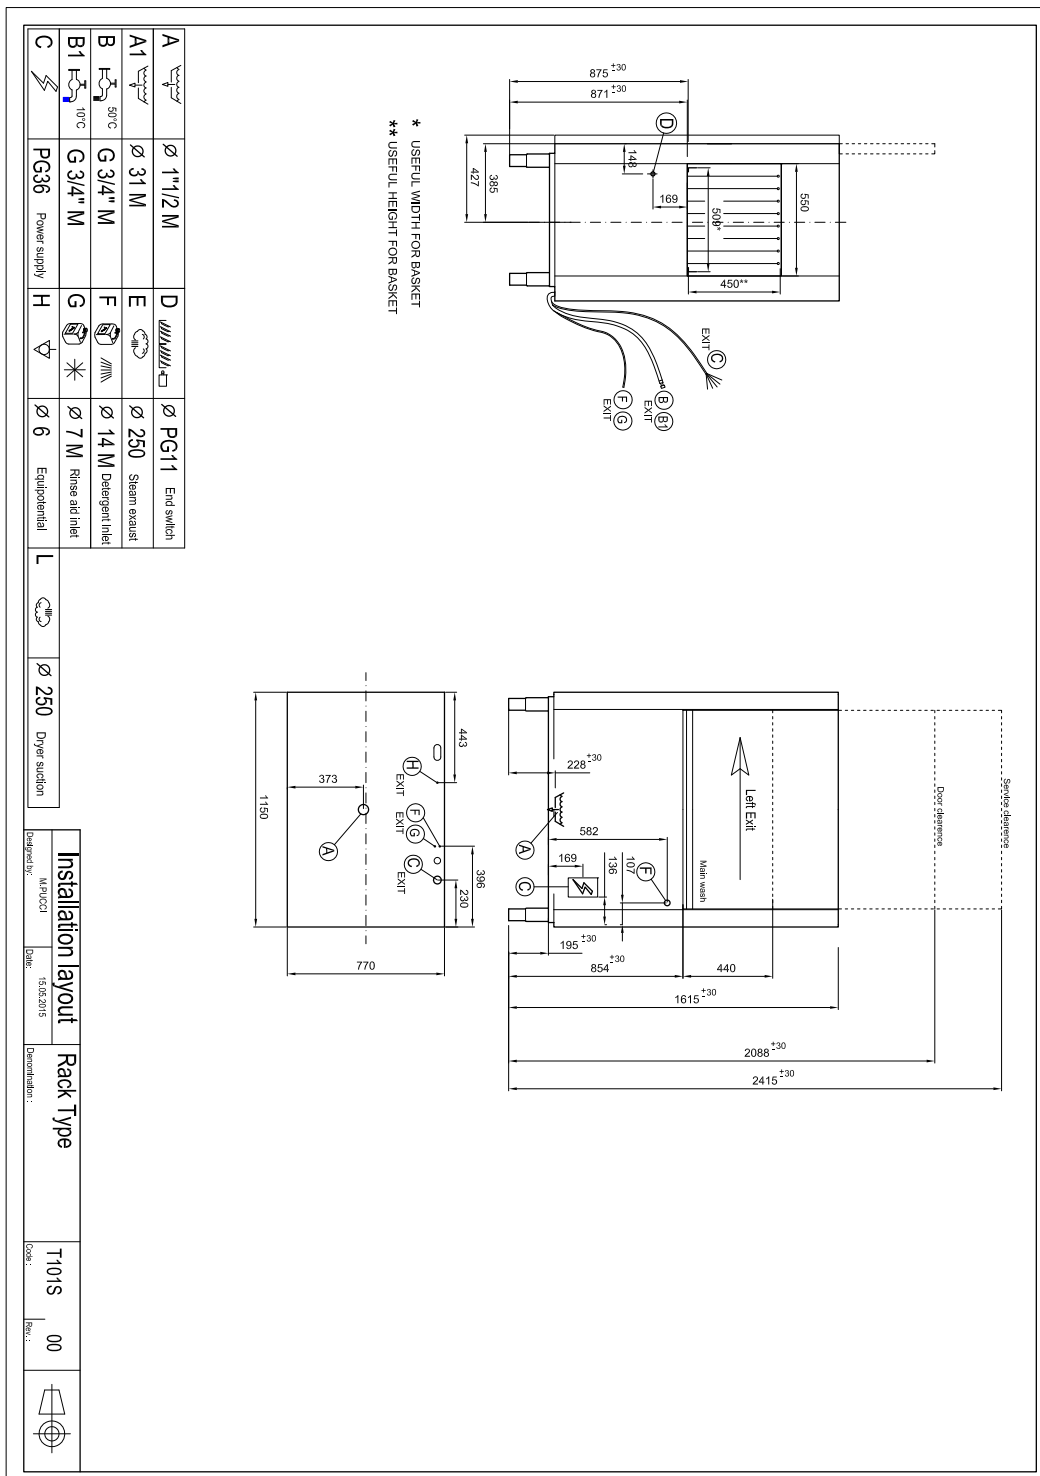 875 ±30
871 ±30
D
148
169
385
427
509*
550
450**
C
EXIT
B B1
EXIT
F G
EXIT
* USEFUL WIDTH FOR BASKET
** USEFUL HEIGHT FOR BASKET
Service clearence
Door clearence
Left Exit
Main wash
228 ±30
582
A
169
C
136
107
F
195 ±30
854 ±30
440
1615 ±30
2088 ±30
2415 ±30
443
H
EXIT
F G
EXIT
C
EXIT
373
A
1150
396
230
770
A Ø 1"1/2 M D Ø PG11 End switch
A1 Ø 31 M E Ø 250 Steam exaust
B 50°C G 3/4" M F Ø 14 M Detergent inlet
B1 10°C G 3/4" M G Ø 7 M Rinse aid inlet
C PG36 Power supply H Ø 6 Equipotential L Ø 250 Dryer suction
Installation layout
Designed by: M.PUCCI
Date: 15.05.2015
Rack Type
Denomination :
T101S
Code :
00
Rev. :